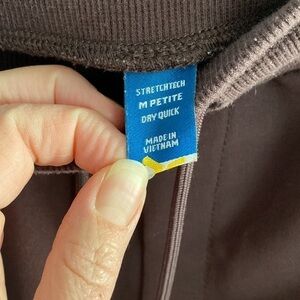 STRETCHTECH
M PETITE
DRY QUICK
MADE IN
VIETNAM